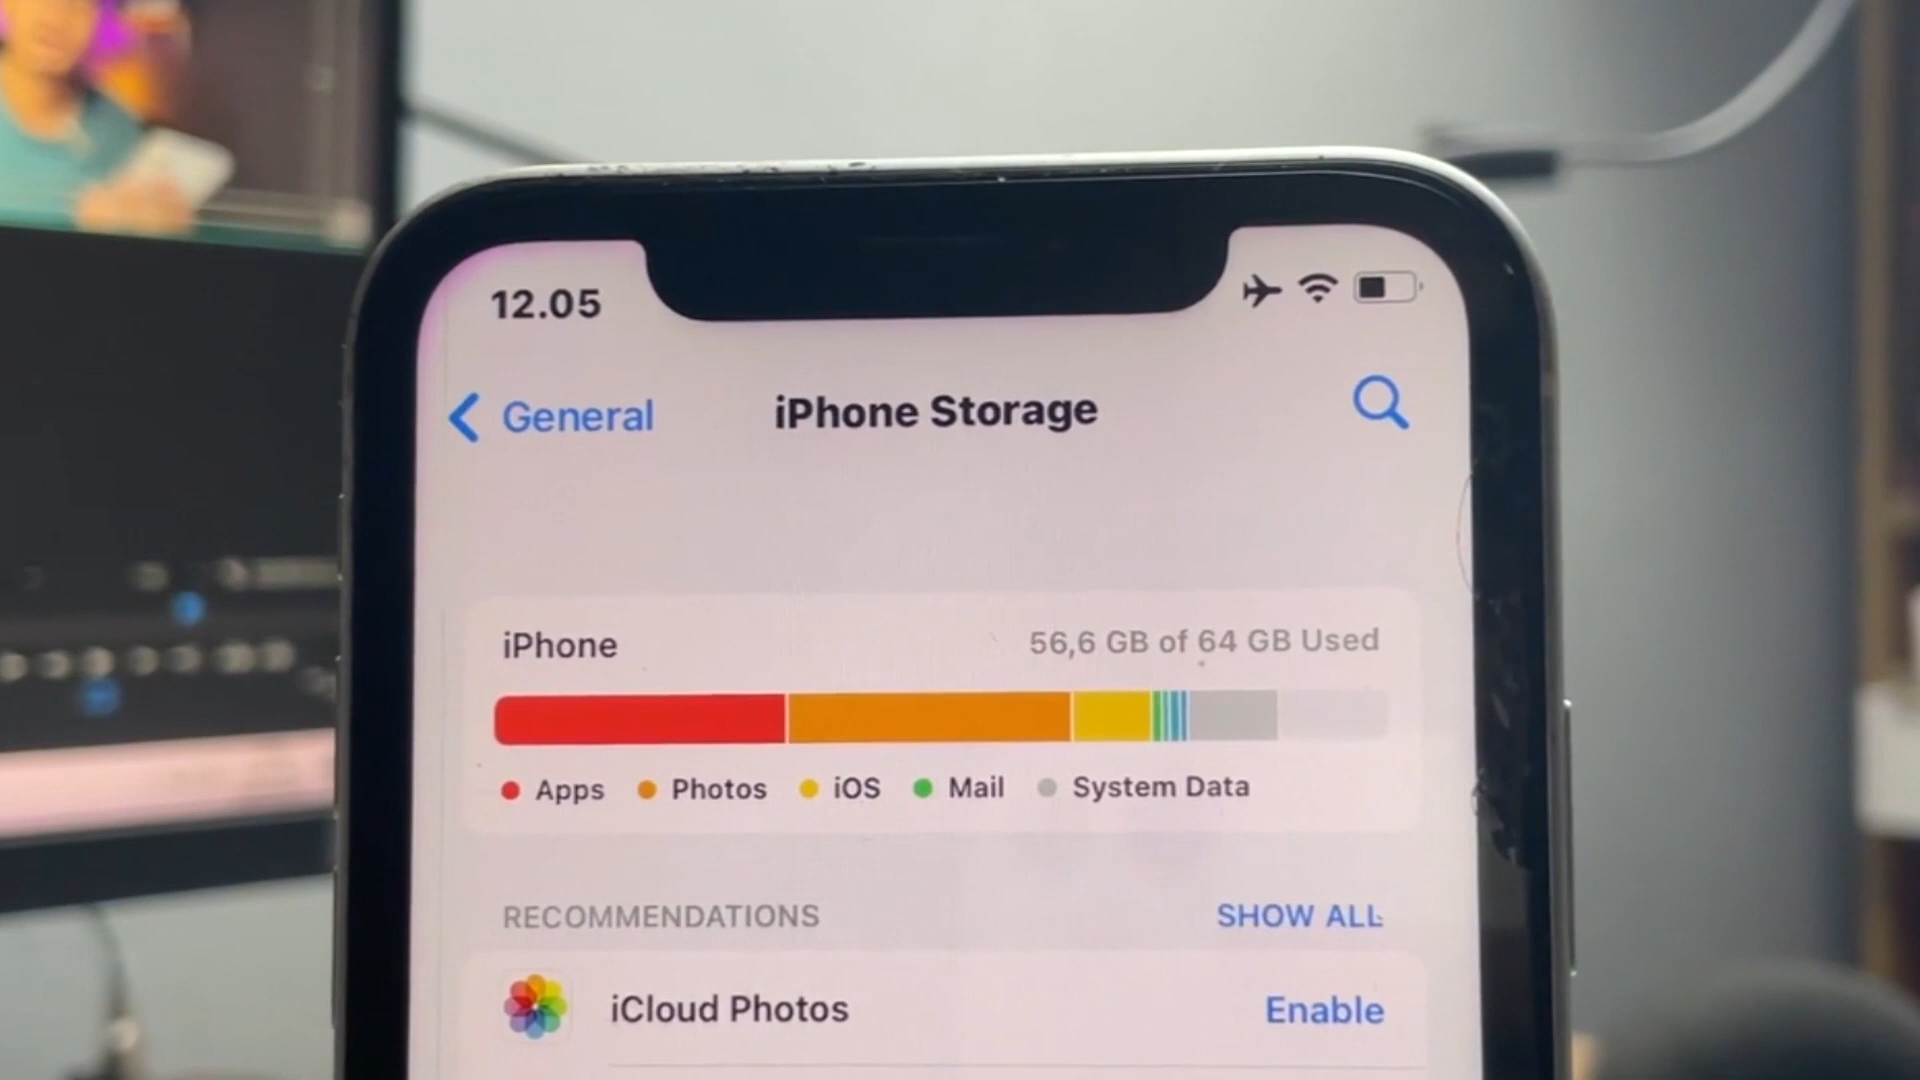 12.05
General
iPhone Storage
iPhone
56,6 GB of 64 GB Used
Apps
Photos
iOS
Mail
System Data
RECOMMENDATIONS
SHOW ALL
iCloud Photos
Enable